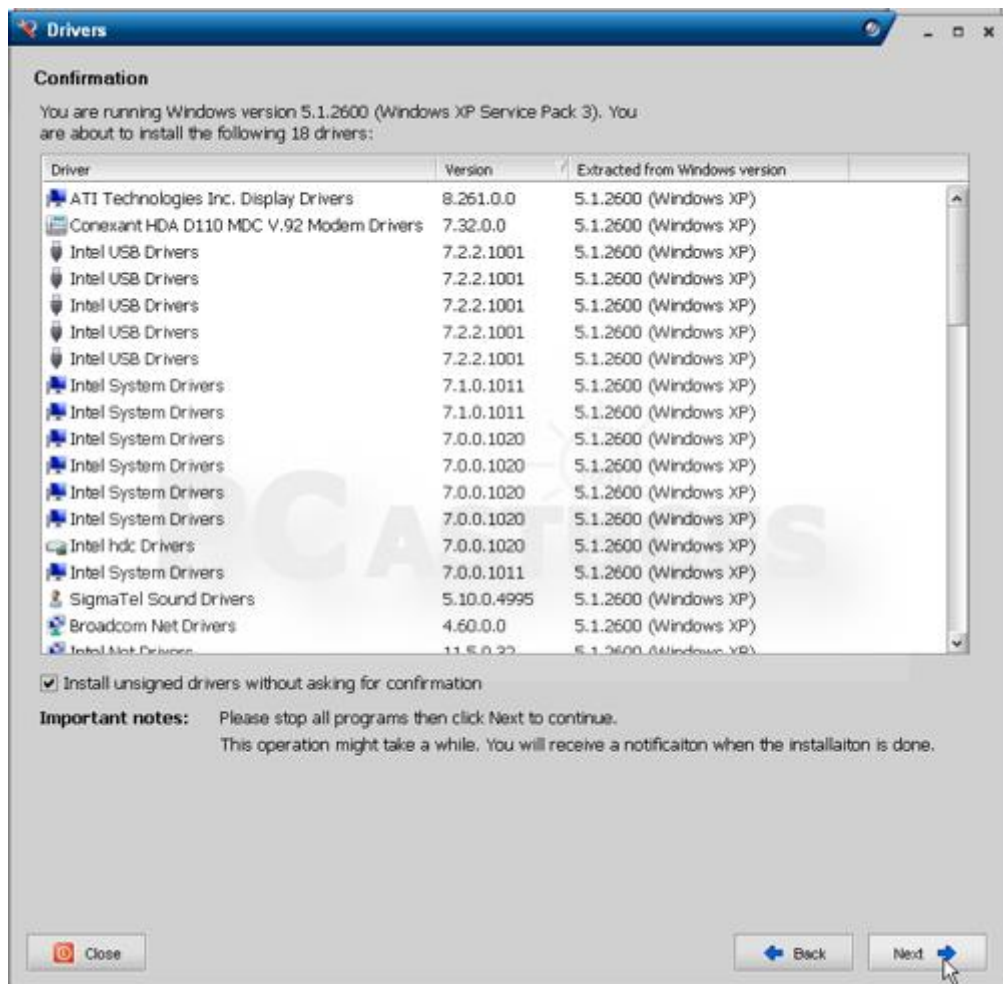 Drivers
Confirmation
You are running Windows version 5.1.2600 (Windows XP Service Pack 3). You
are about to install the following 18 drivers:
Driver Version Extracted from Windows version
ATI Technologies Inc. Display Drivers 8.261.0.0 5.1.2600 (Windows XP)
Conexant HDA D110 MDC V.92 Modem Drivers 7.32.0.0 5.1.2600 (Windows XP)
Intel USB Drivers 7.2.2.1001 5.1.2600 (Windows XP)
Intel USB Drivers 7.2.2.1001 5.1.2600 (Windows XP)
Intel USB Drivers 7.2.2.1001 5.1.2600 (Windows XP)
Intel USB Drivers 7.2.2.1001 5.1.2600 (Windows XP)
Intel USB Drivers 7.2.2.1001 5.1.2600 (Windows XP)
Intel System Drivers 7.1.0.1011 5.1.2600 (Windows XP)
Intel System Drivers 7.1.0.1011 5.1.2600 (Windows XP)
Intel System Drivers 7.0.0.1020 5.1.2600 (Windows XP)
Intel System Drivers 7.0.0.1020 5.1.2600 (Windows XP)
Intel System Drivers 7.0.0.1020 5.1.2600 (Windows XP)
Intel System Drivers 7.0.0.1020 5.1.2600 (Windows XP)
Intel hdc Drivers 7.0.0.1020 5.1.2600 (Windows XP)
Intel System Drivers 7.0.0.1011 5.1.2600 (Windows XP)
SigmaTel Sound Drivers 5.10.0.4995 5.1.2600 (Windows XP)
Broadcom Net Drivers 4.60.0.0 5.1.2600 (Windows XP)
Intel Net Drivers 11.5.0.32 5.1.2600 (Windows XP)
Install unsigned drivers without asking for confirmation
Important notes: Please stop all programs then click Next to continue.
This operation might take a while. You will receive a notificaiton when the installaiton is done.
Close Back Next